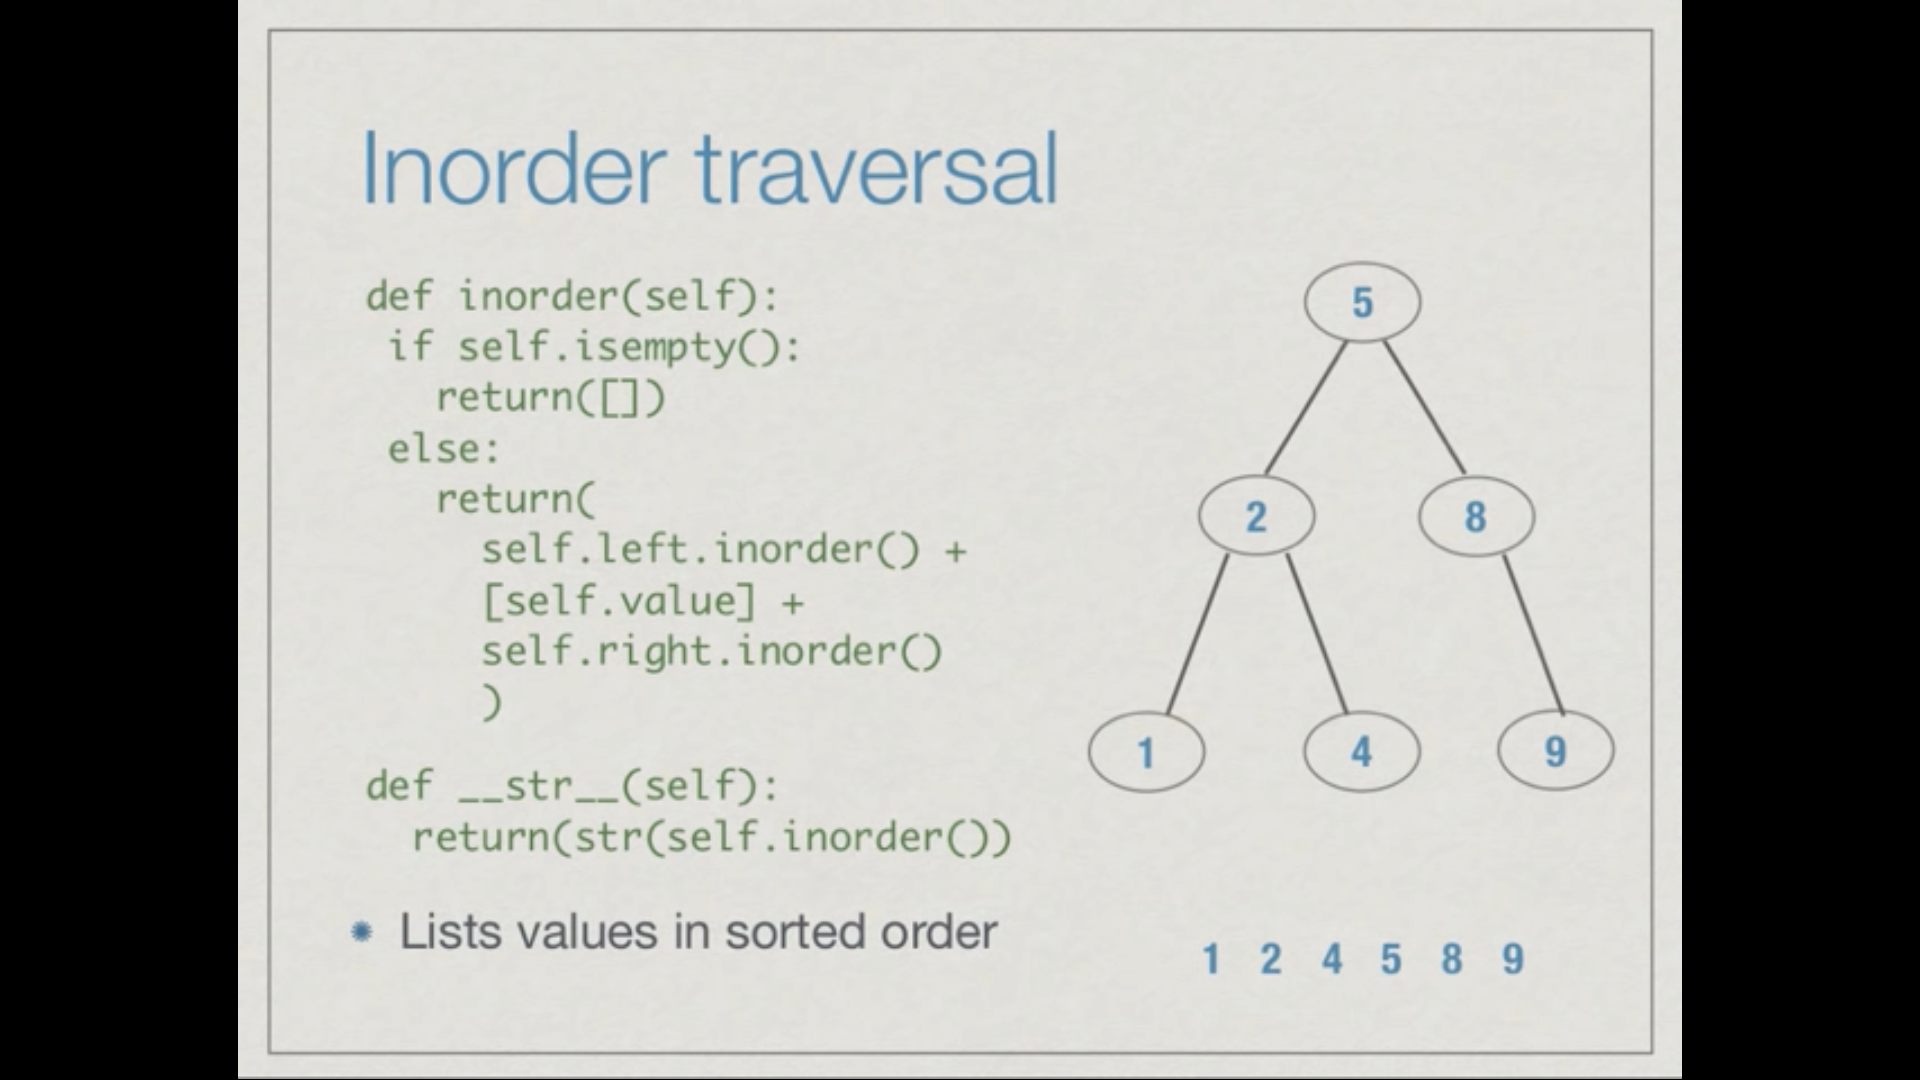 Inorder traversal
def inorder(self):
if self.isempty():
return([])
else:
return(
self.left.inorder() +
[self.value] +
self.right.inorder()
)
def __str__(self):
return(str(self.inorder())
Lists values in sorted order
5
2 8
1 4 9
1 2 4 5 8 9